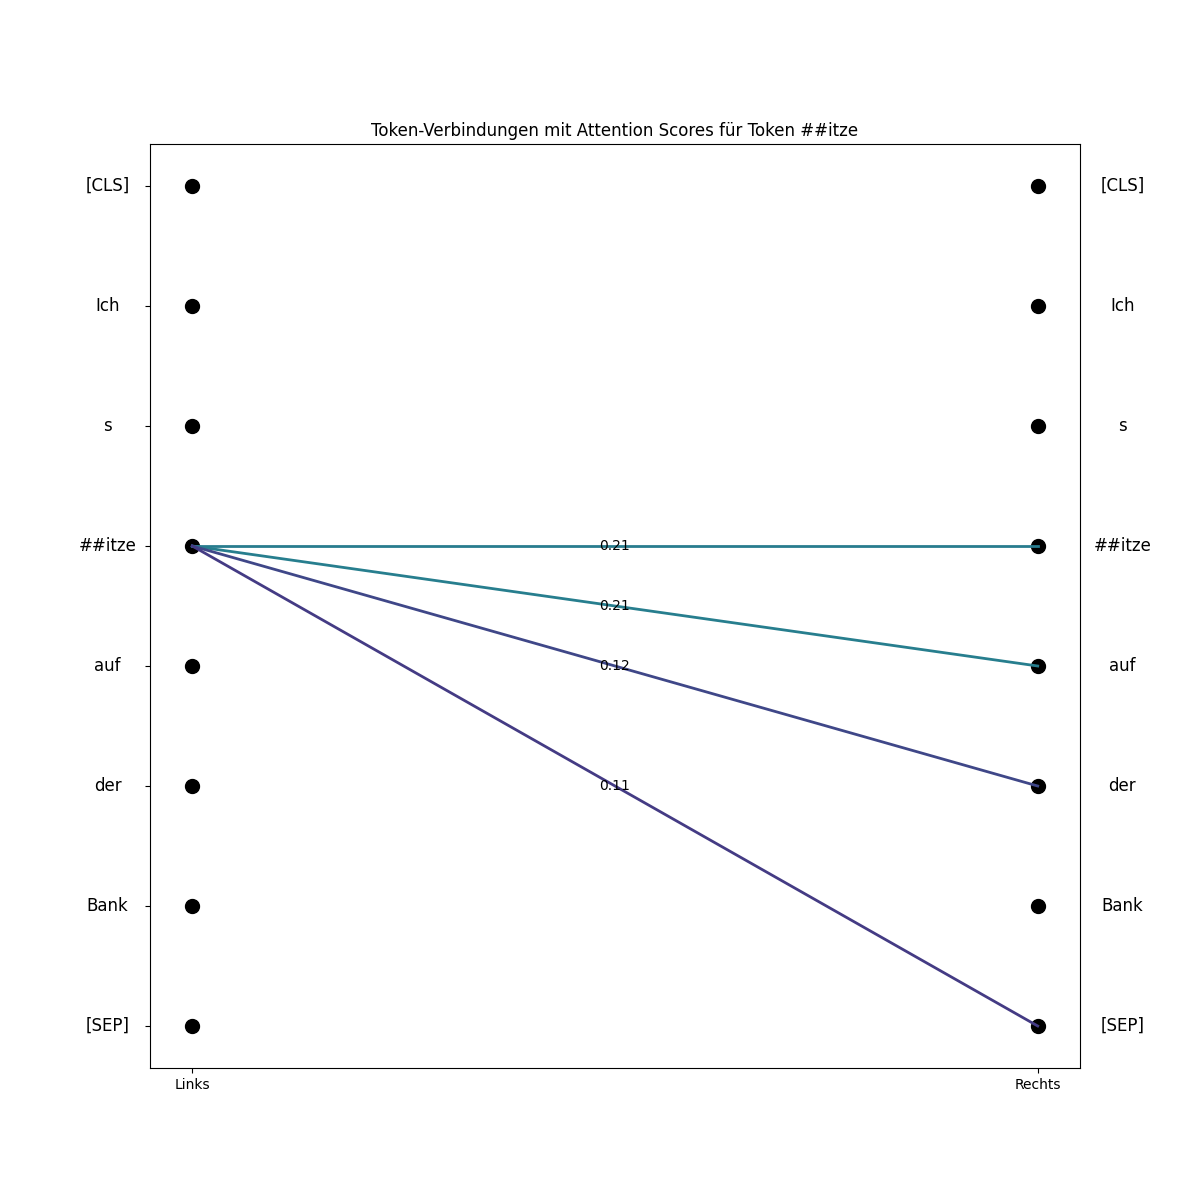 Token-Verbindungen mit Attention Scores für Token ##itze
[CLS] [CLS]
Ich Ich
s s
##itze 0.21 ##itze
0.21
auf 0.12 auf
der 0.11 der
Bank Bank
[SEP] [SEP]
Links Rechts